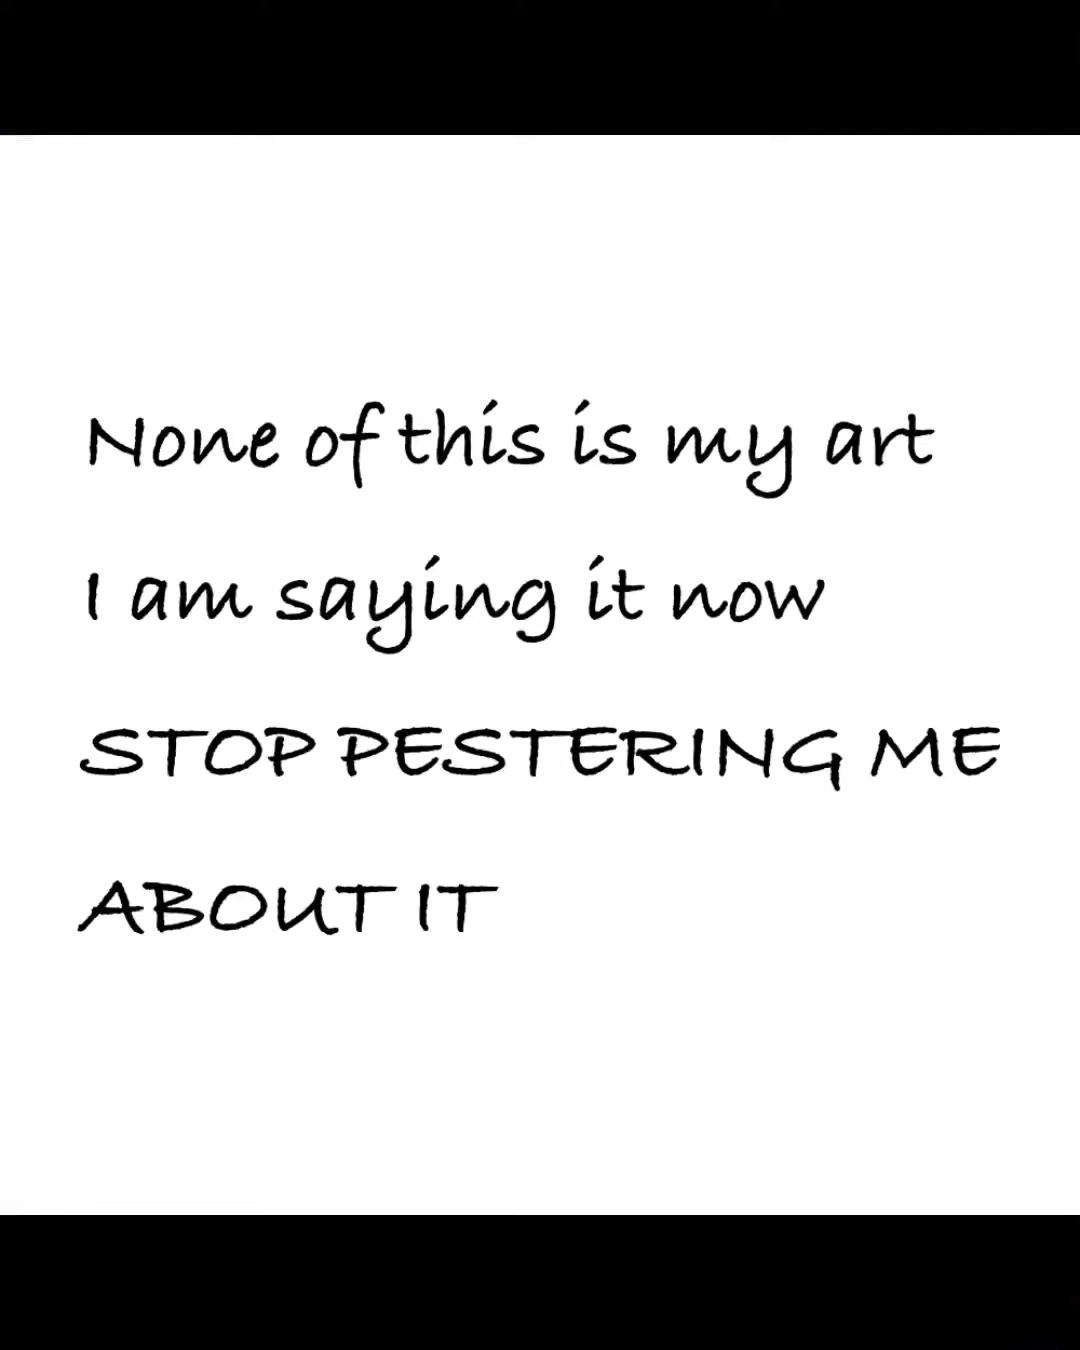 None of this is my art
I am saying it now
STOP PESTERING ME
ABOUT IT